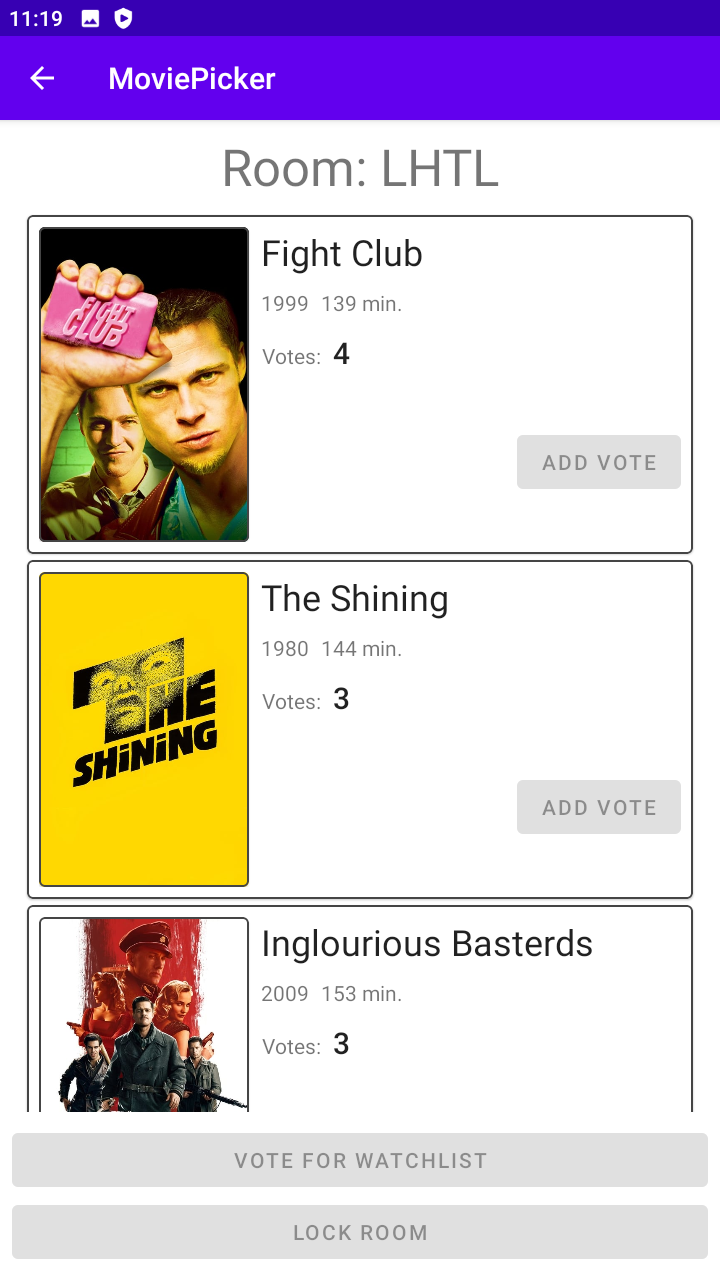 11:19
MoviePicker
Room: LHTL
FIGHT
CLUB
Fight Club
1999 139 min.
Votes: 4
ADD VOTE
THE
SHiNiNG
The Shining
1980 144 min.
Votes: 3
ADD VOTE
Inglourious Basterds
2009 153 min.
Votes: 3
VOTE FOR WATCHLIST
LOCK ROOM